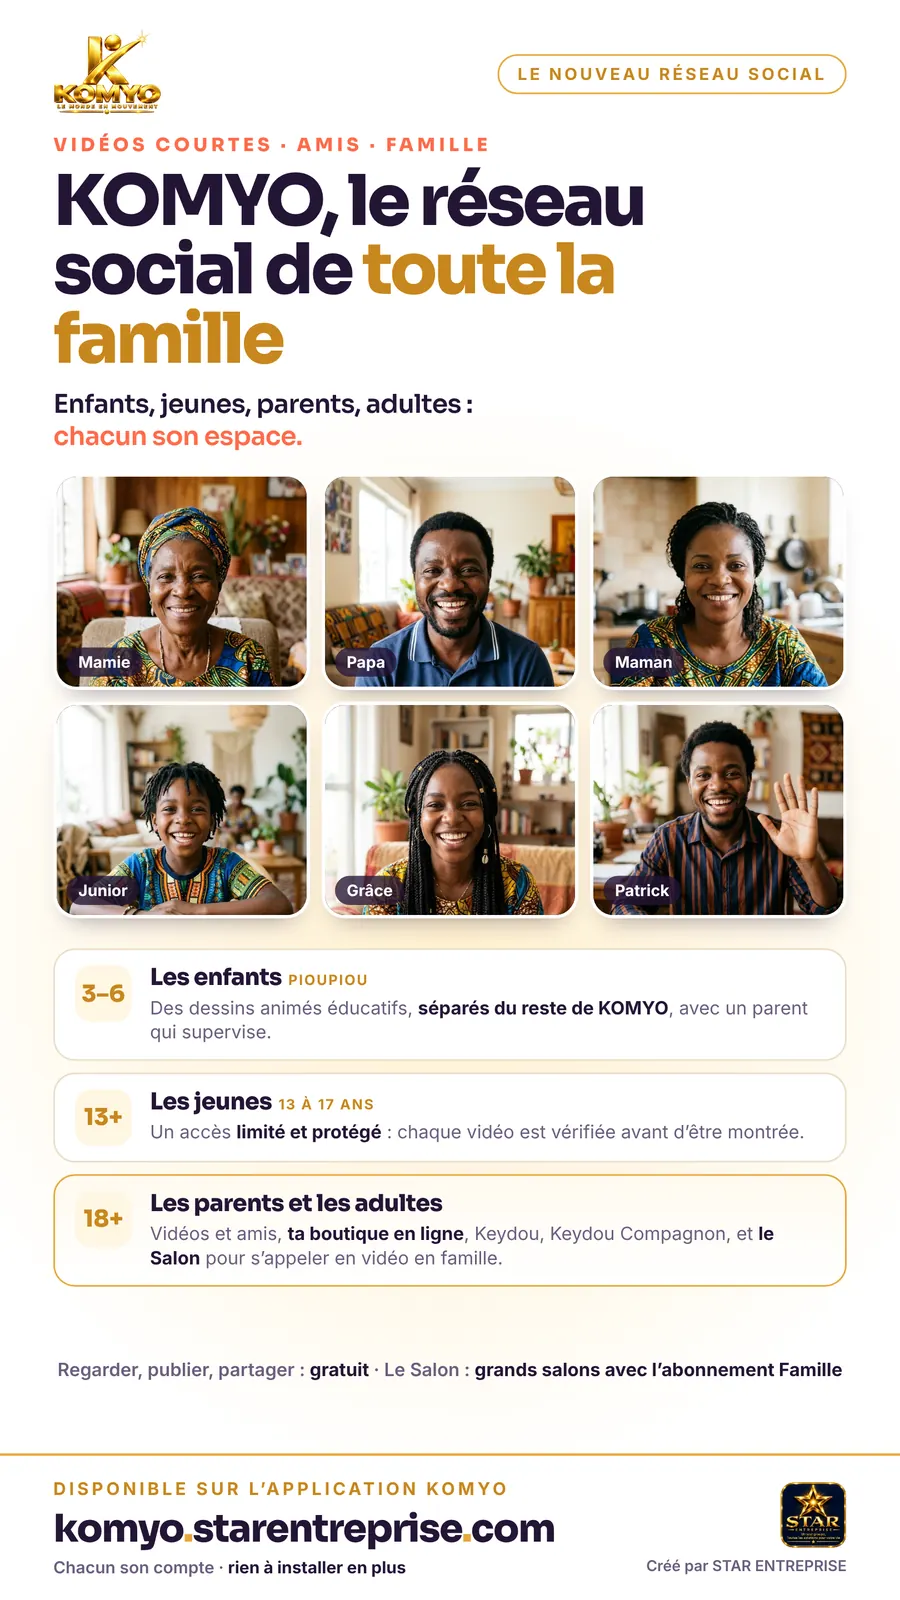 KOMYO
LE MONDE EN MOUVEMENT
LE NOUVEAU RÉSEAU SOCIAL
VIDÉOS COURTES · AMIS · FAMILLE
KOMYO, le réseau
social de toute la
famille
Enfants, jeunes, parents, adultes :
chacun son espace.
Mamie
Papa
Maman
Junior
Grâce
Patrick
3–6
Les enfants PIOUPIOU
Des dessins animés éducatifs, séparés du reste de KOMYO, avec un parent
qui supervise.
13+
Les jeunes 13 À 17 ANS
Un accès limité et protégé : chaque vidéo est vérifiée avant d’être montrée.
18+
Les parents et les adultes
Vidéos et amis, ta boutique en ligne, Keydou, Keydou Compagnon, et le
Salon pour s’appeler en vidéo en famille.
Regarder, publier, partager : gratuit · Le Salon : grands salons avec l’abonnement Famille
DISPONIBLE SUR L’APPLICATION KOMYO
komyo.starentreprise.com
Chacun son compte · rien à installer en plus
STAR
ENTREPRISE
Créé par STAR ENTREPRISE